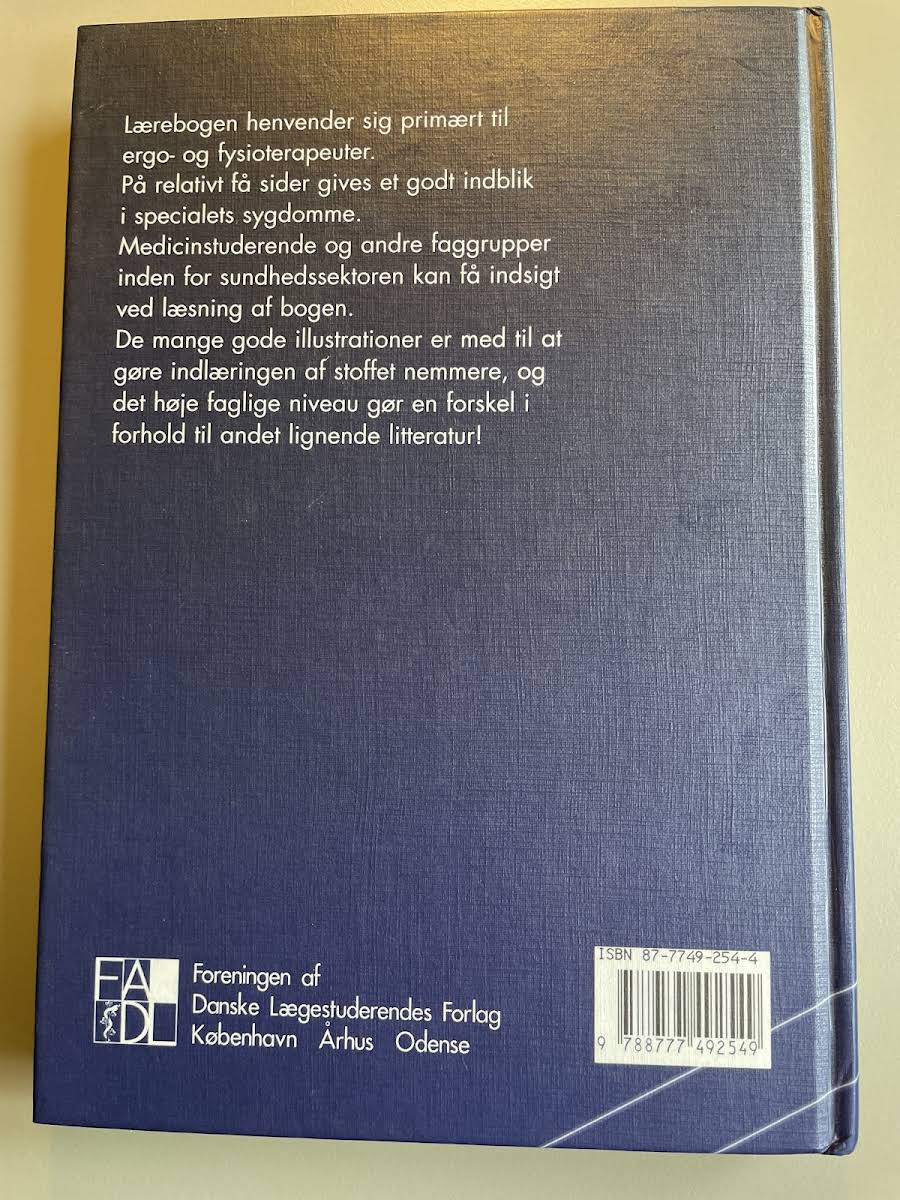 Lærebogen henvender sig primært til
ergo- og fysioterapeuter.
På relativt få sider gives et godt indblik
i specialets sygdomme.
Medicinstuderende og andre faggrupper
inden for sundhedssektoren kan få indsigt
ved læsning af bogen.
De mange gode illustrationer er med til at
gøre indlæringen af stoffet nemmere, og
det høje faglige niveau gør en forskel i
forhold til andet lignende litteratur!
FADL
Foreningen af
Danske Lægestuderendes Forlag
København Århus Odense
ISBN 87-7749-254-4
9 788777 492549